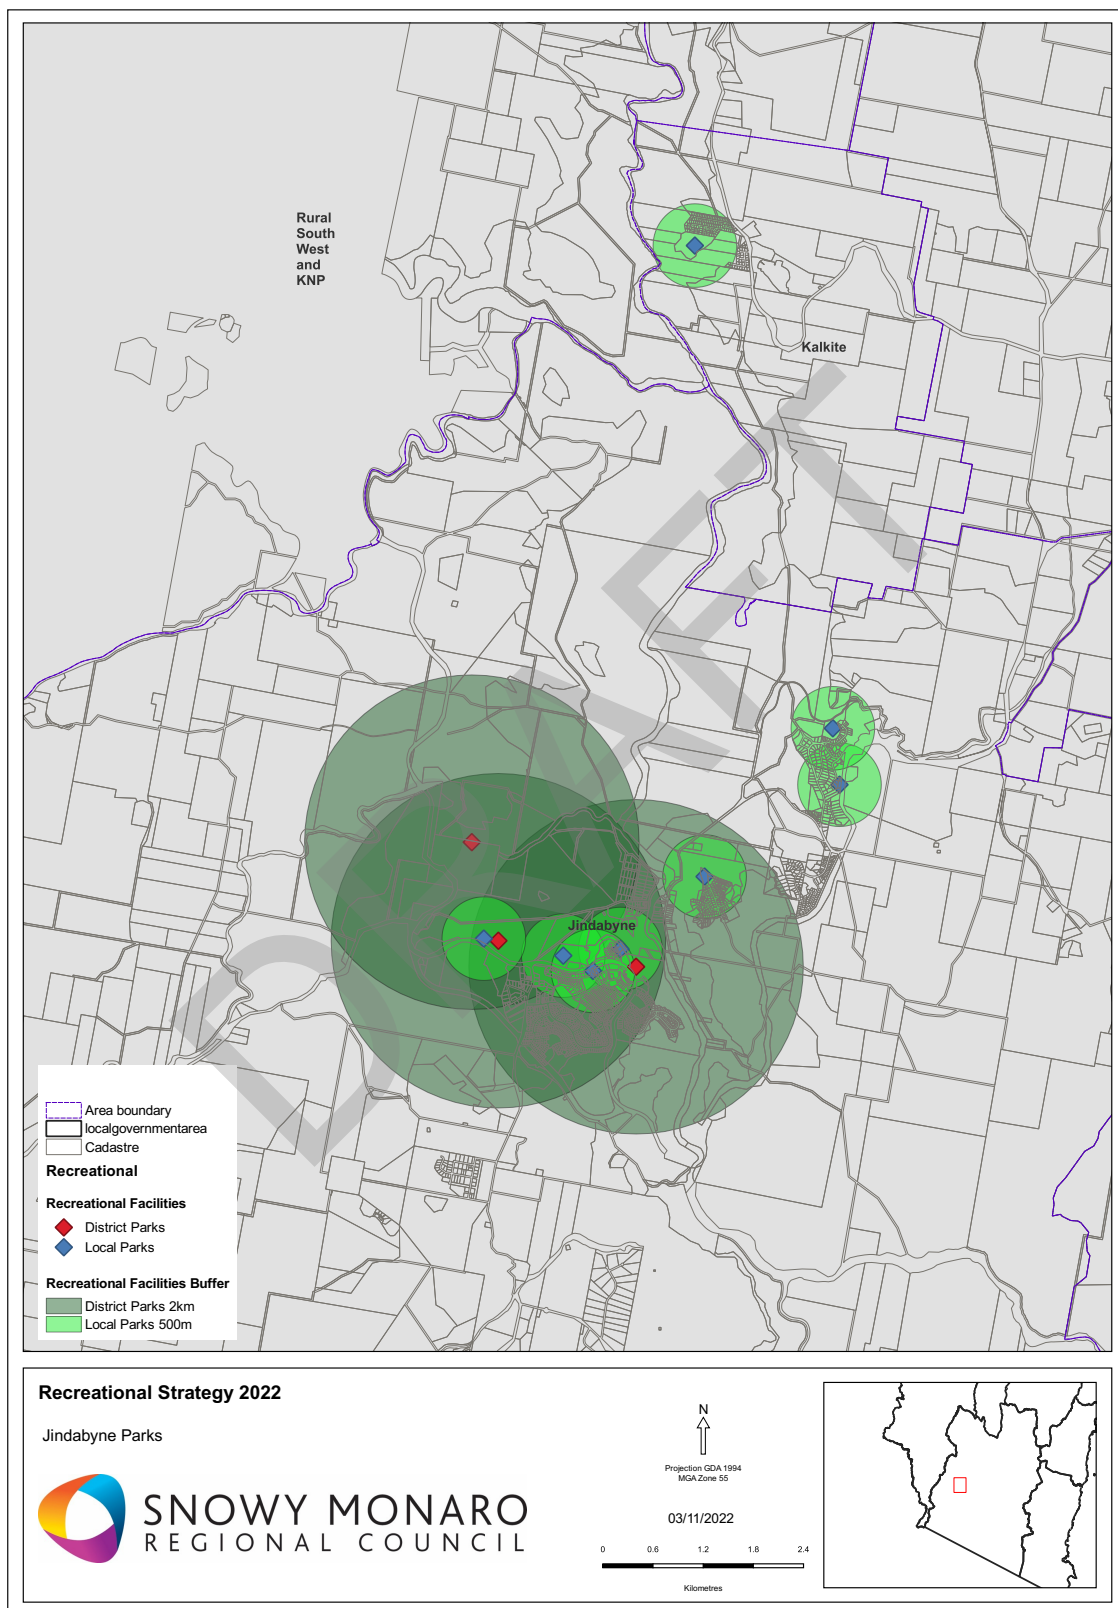 Rural
South
West
and
KNP
Kalkite
DRAFT
Jindabyne
Area boundary
localgovernmentarea
Cadastre
Recreational
Recreational Facilities
District Parks
Local Parks
Recreational Facilities Buffer
District Parks 2km
Local Parks 500m
Recreational Strategy 2022
Jindabyne Parks
SNOWY MONARO
REGIONAL COUNCIL
N
Projection GDA 1994
MGA Zone 55
03/11/2022
0 0.6 1.2 1.8 2.4
Kilometres